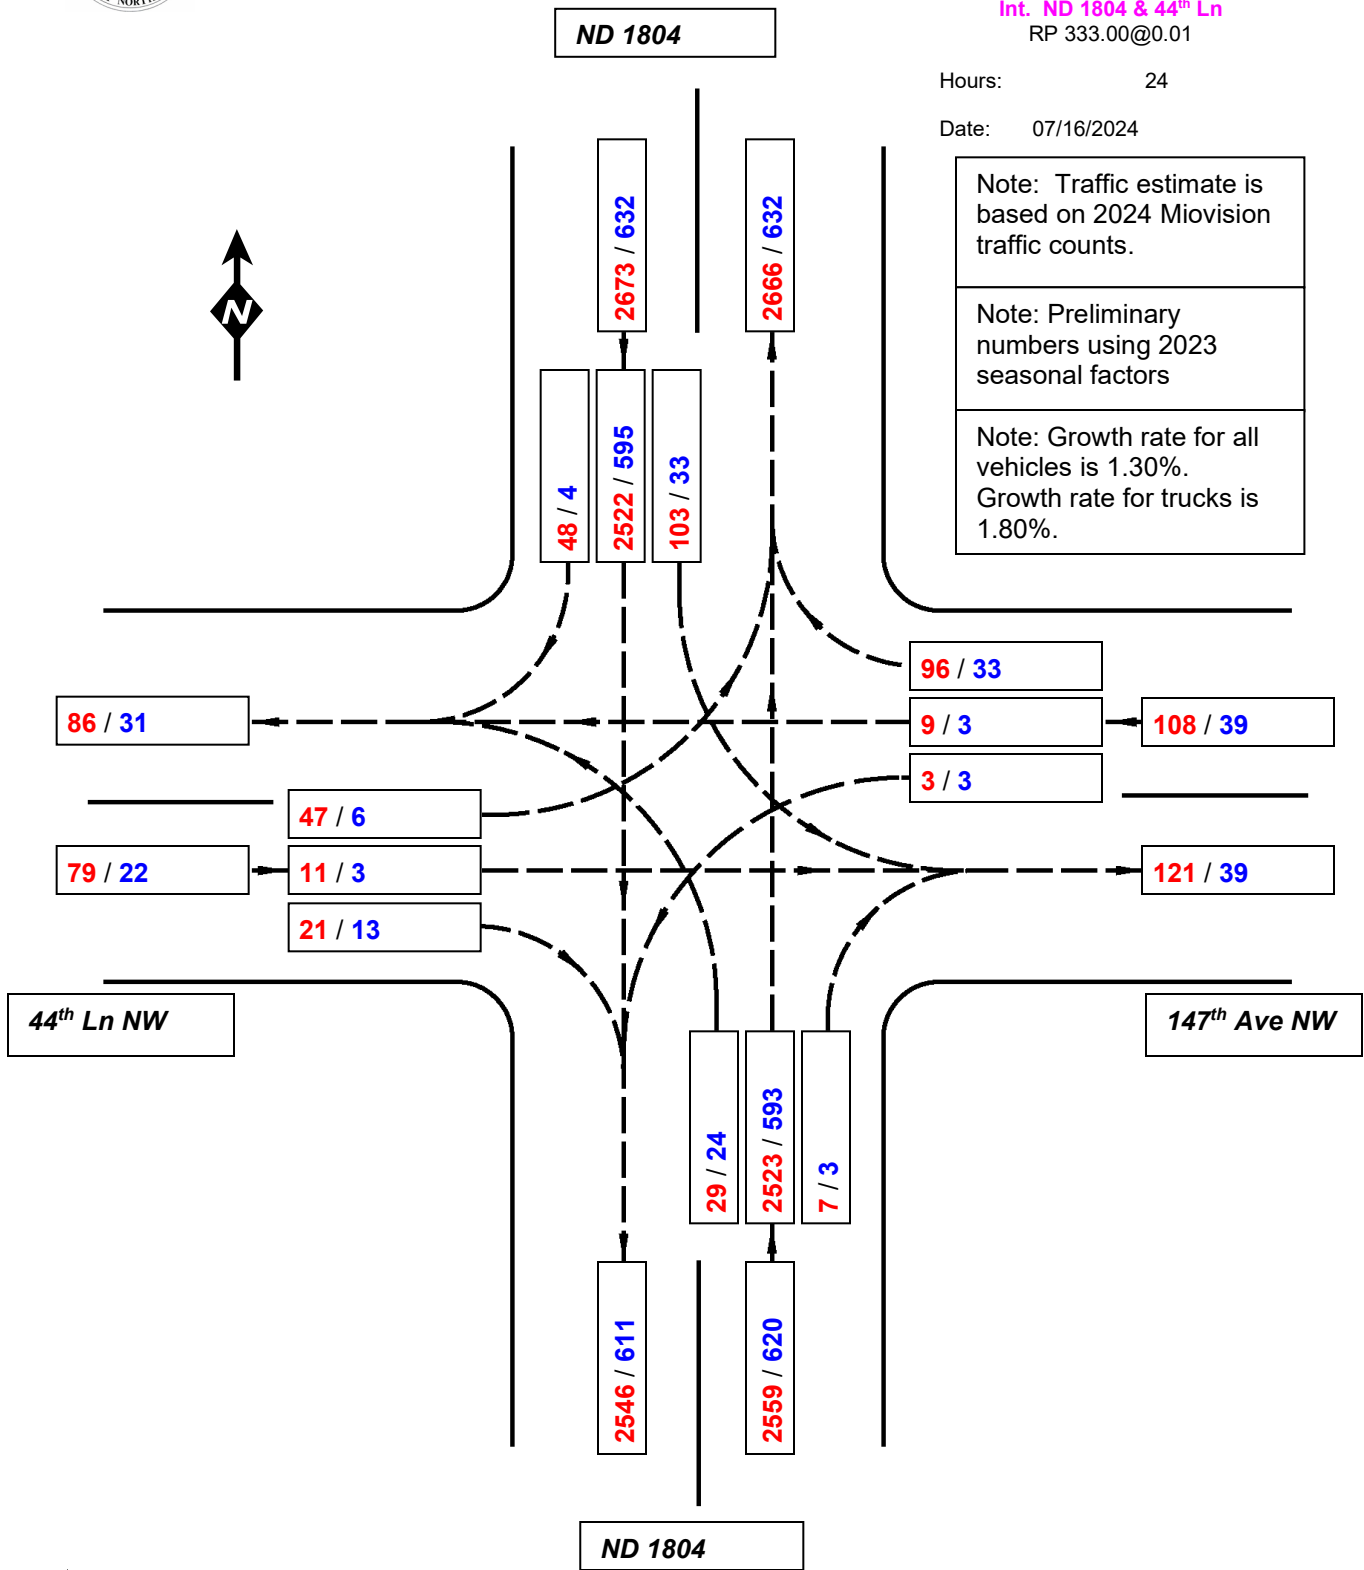 NORTH
Int. ND 1804 & 44th Ln
ND 1804
RP 333.00@0.01
Hours: 24
Date: 07/16/2024
Note: Traffic estimate is
based on 2024 Miovision
traffic counts.
Note: Preliminary
numbers using 2023
seasonal factors
Note: Growth rate for all
vehicles is 1.30%.
Growth rate for trucks is
1.80%.
2673 / 632
2666 / 632
N
48 / 4
2522 / 595
103 / 33
96 / 33
86 / 31
9 / 3
108 / 39
3 / 3
47 / 6
79 / 22
11 / 3
121 / 39
21 / 13
44th Ln NW
147th Ave NW
29 / 24
2523 / 593
7 / 3
2546 / 611
2559 / 620
ND 1804